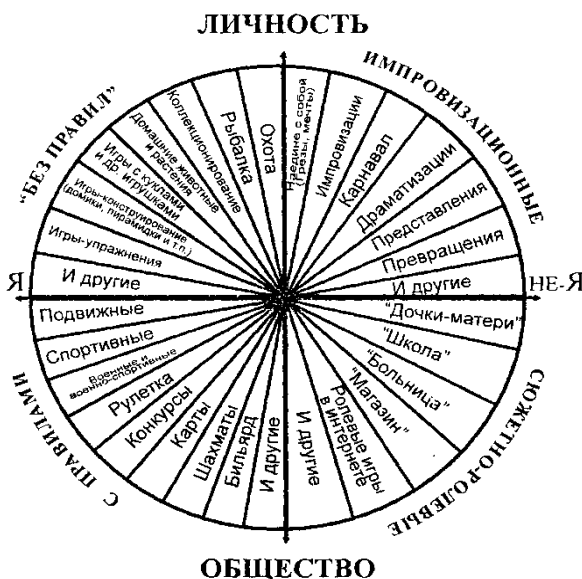 ЛИЧНОСТЬ
"БЕЗ ПРАВИЛ"
ИМПРОВИЗАЦИОННЫЕ
Охота
Рыбалка
Коллекционирование
Домашние животные
и растения
Игры с куклами
и др. игрушками
Игры-конструирование
(домики, пирамидки и т.п.)
Игры-упражнения
И другие
Наедине с собой
(грезы, мечты)
Импровизации
Карнавал
Драматизации
Представления
Превращения
И другие
Я
НЕ-Я
Подвижные
Спортивные
Военные и
военно-спортивные
Рулетка
Конкурсы
Карты
Шахматы
Бильярд
И другие
"Дочки-матери"
"Школа"
"Больница"
"Магазин"
Ролевые игры
в интернете
И другие
С ПРАВИЛАМИ
СЮЖЕТНО-РОЛЕВЫЕ
ОБЩЕСТВО